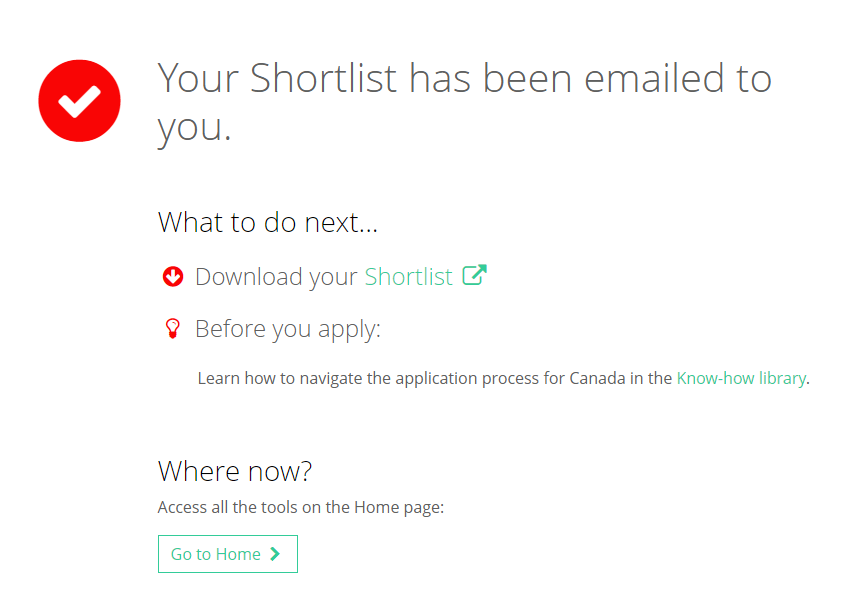 Your Shortlist has been emailed to
you.
What to do next...
Download your Shortlist
Before you apply:
Learn how to navigate the application process for Canada in the Know-how library.
Where now?
Access all the tools on the Home page:
Go to Home